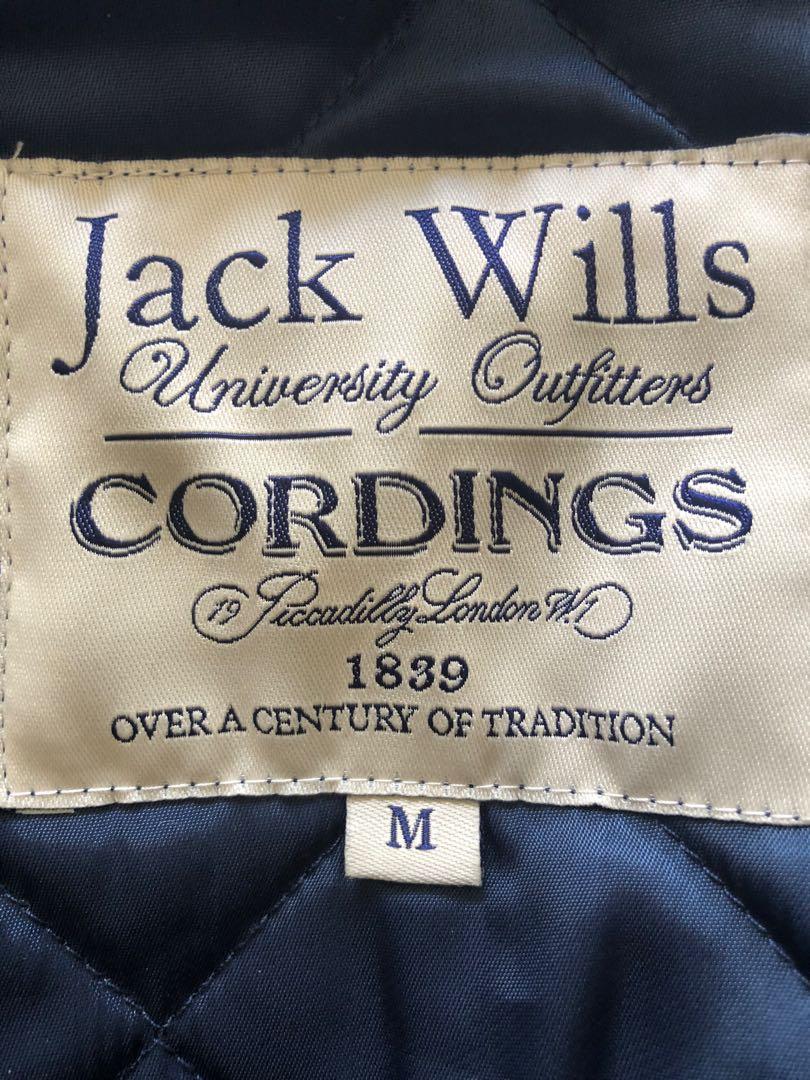 Jack Wills
University Outfitters
CORDINGS
19 Piccadilly London W.1
1839
OVER A CENTURY OF TRADITION
M